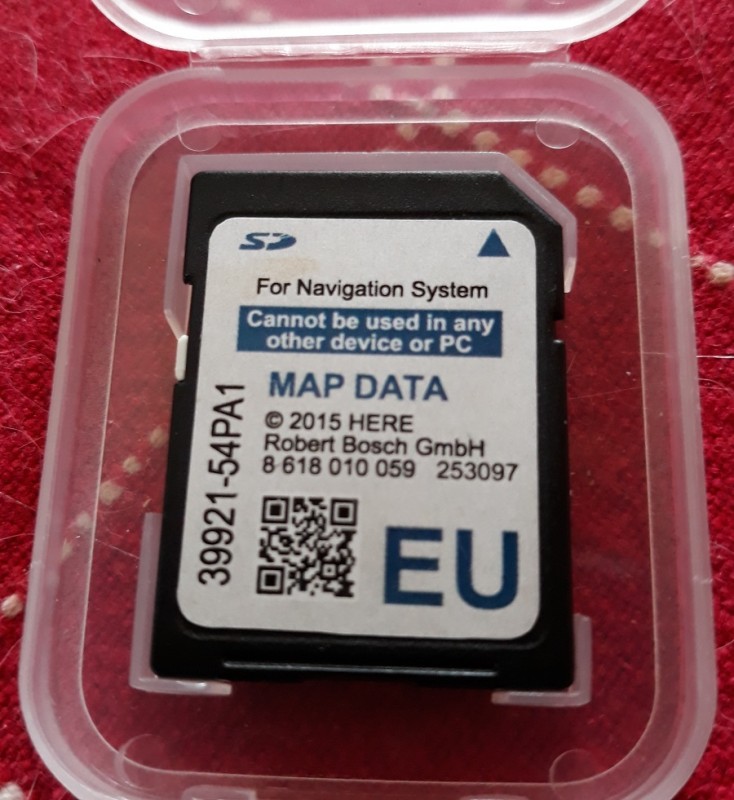 SD
For Navigation System
Cannot be used in any
other device or PC
MAP DATA
© 2015 HERE
Robert Bosch GmbH
8 618 010 059 253097
39921-54PA1
EU